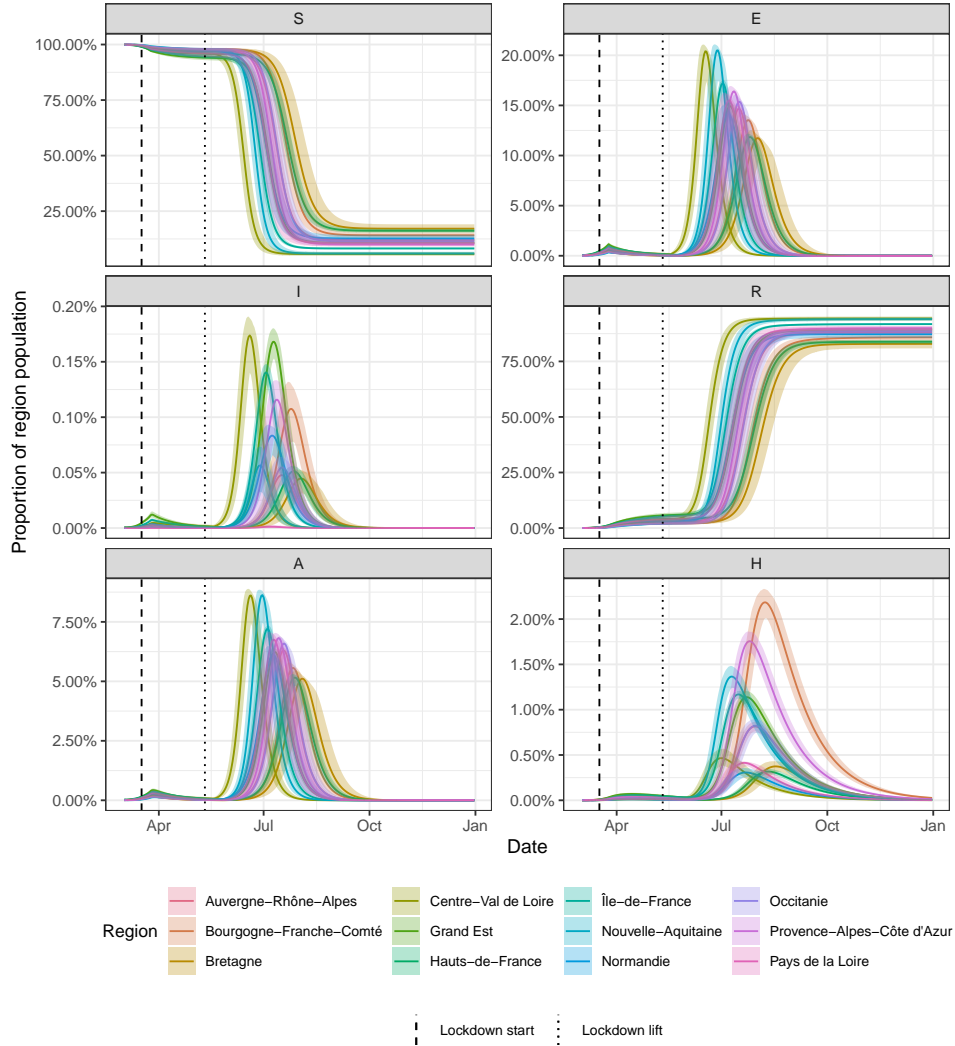 S
E
100.00%
75.00%
50.00%
25.00%
20.00%
15.00%
10.00%
5.00%
0.00%
I
R
0.20%
0.15%
0.10%
0.05%
0.00%
75.00%
50.00%
25.00%
0.00%
A
H
7.50%
5.00%
2.50%
0.00%
2.00%
1.50%
1.00%
0.50%
0.00%
Apr
Jul
Oct
Jan
Apr
Jul
Oct
Jan
Proportion of region population
Date
Region
Auvergne−Rhône−Alpes
Bourgogne−Franche−Comté
Bretagne
Centre−Val de Loire
Grand Est
Hauts−de−France
Île−de−France
Nouvelle−Aquitaine
Normandie
Occitanie
Provence−Alpes−Côte d'Azur
Pays de la Loire
Lockdown start
Lockdown lift